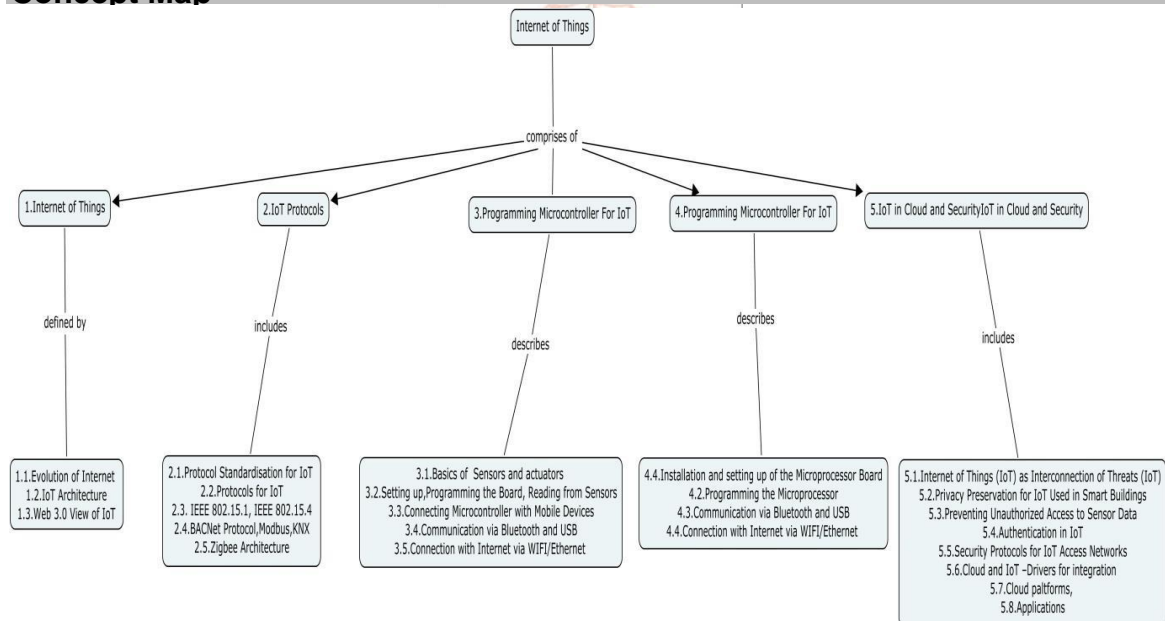 Concept Map
Internet of Things
comprises of
1.Internet of Things
2.IoT Protocols
3.Programming Microcontroller For IoT
4.Programming Microcontroller For IoT
5.IoT in Cloud and SecurityIoT in Cloud and Security
defined by
includes
describes
describes
includes
1.1.Evolution of Internet
1.2.IoT Architecture
1.3.Web 3.0 View of IoT
2.1.Protocol Standardisation for IoT
2.2.Protocols for IoT
2.3. IEEE 802.15.1, IEEE 802.15.4
2.4.BACNet Protocol,Modbus,KNX
2.5.Zigbee Architecture
3.1.Basics of Sensors and actuators
3.2.Setting up,Programming the Board, Reading from Sensors
3.3.Connecting Microcontroller with Mobile Devices
3.4.Communication via Bluetooth and USB
3.5.Connection with Internet via WIFI/Ethernet
4.4.Installation and setting up of the Microprocessor Board
4.2.Programming the Microprocessor
4.3.Communication via Bluetooth and USB
4.4.Connection with Internet via WIFI/Ethernet
5.1.Internet of Things (IoT) as Interconnection of Threats (IoT)
5.2.Privacy Preservation for IoT Used in Smart Buildings
5.3.Preventing Unauthorized Access to Sensor Data
5.4.Authentication in IoT
5.5.Security Protocols for IoT Access Networks
5.6.Cloud and IoT –Drivers for integration
5.7.Cloud paltforms,
5.8.Applications